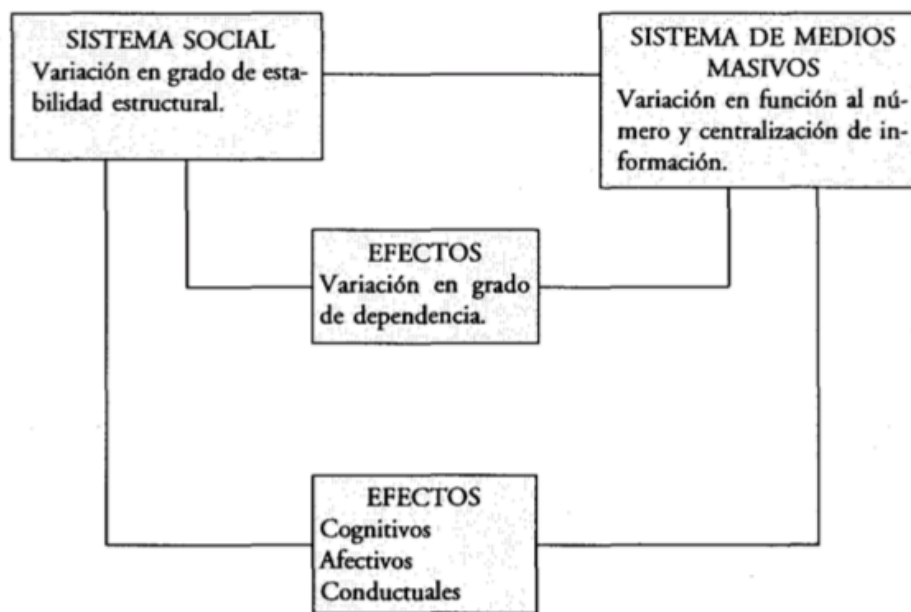 SISTEMA SOCIAL
Variación en grado de esta-
bilidad estructural.
SISTEMA DE MEDIOS
MASIVOS
Variación en función al nú-
mero y centralización de in-
formación.
EFECTOS
Variación en grado
de dependencia.
EFECTOS
Cognitivos
Afectivos
Conductuales